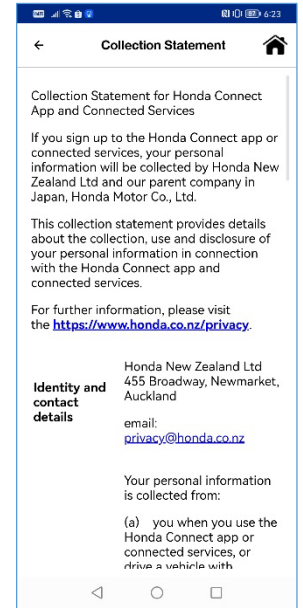 6:23
Collection Statement
Collection Statement for Honda Connect
App and Connected Services
If you sign up to the Honda Connect app or
connected services, your personal
information will be collected by Honda New
Zealand Ltd and our parent company in
Japan, Honda Motor Co., Ltd.
This collection statement provides details
about the collection, use and disclosure of
your personal information in connection
with the Honda Connect app and
connected services.
For further information, please visit
the https://www.honda.co.nz/privacy.
Identity and
contact
details
Honda New Zealand Ltd
455 Broadway, Newmarket,
Auckland
email:
privacy@honda.co.nz
Your personal information
is collected from:
(a) you when you use the
Honda Connect app or
connected services, or
drive a vehicle with